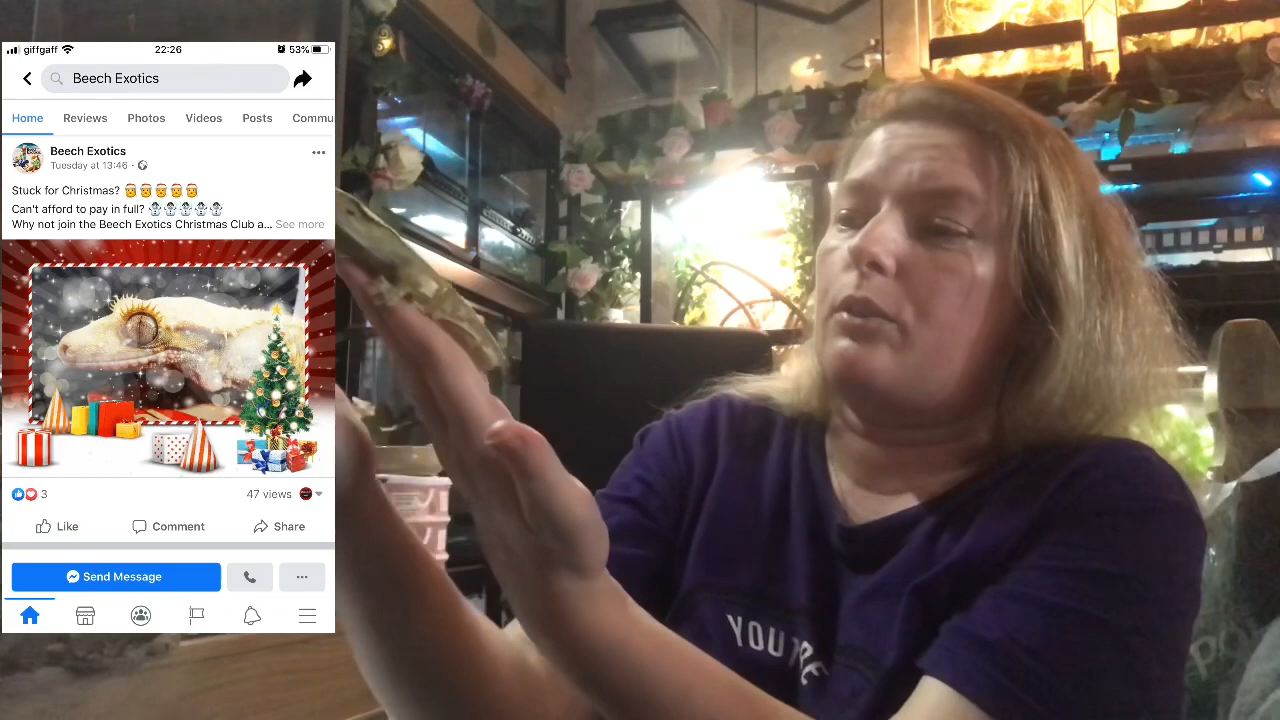 giffgaff 22:26 53%
Beech Exotics
Home Reviews Photos Videos Posts Commu
Beech Exotics
Tuesday at 13:46
Stuck for Christmas?
Can't afford to pay in full?
Why not join the Beech Exotics Christmas Club a... See more
3 47 views
Like Comment Share
Send Message
YOU'RE